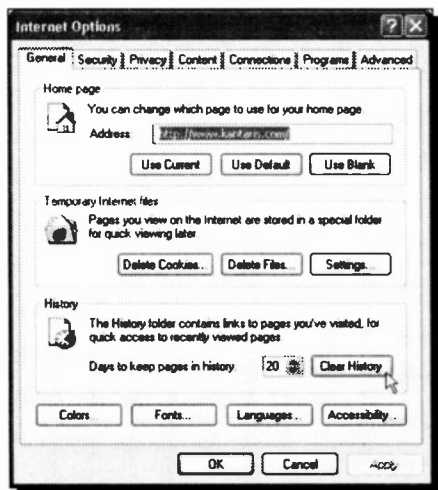 Internet Options
General Security Privacy Content Connections Programs Advanced
Home page
You can change which page to use for your home page
Address http://www.kantaris.com/
Use Current Use Default Use Blank
Temporary Internet files
Pages you view on the Internet are stored in a special folder
for quick viewing later
Delete Cookies... Delete Files... Settings...
History
The History folder contains links to pages you've visited, for
quick access to recently viewed pages
Days to keep pages in history 20 Clear History
Colors Fonts... Languages.. Accessibility .
OK Cancel Apply